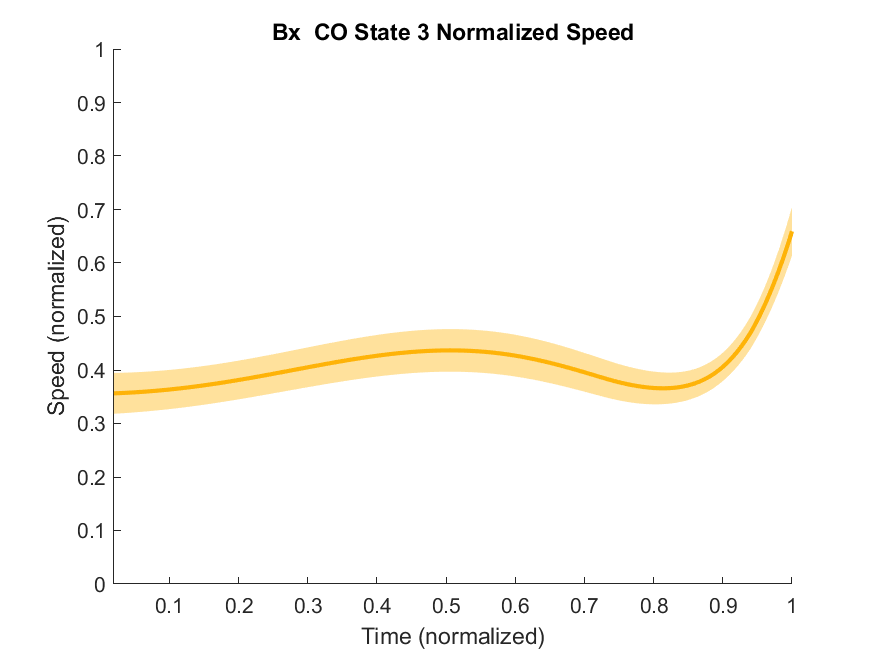 Bx  CO State 3 Normalized Speed
1
0.9
0.8
0.7
0.6
0.5
0.4
0.3
0.2
0.1
0
Speed (normalized)
0.1 0.2 0.3 0.4 0.5 0.6 0.7 0.8 0.9 1
Time (normalized)